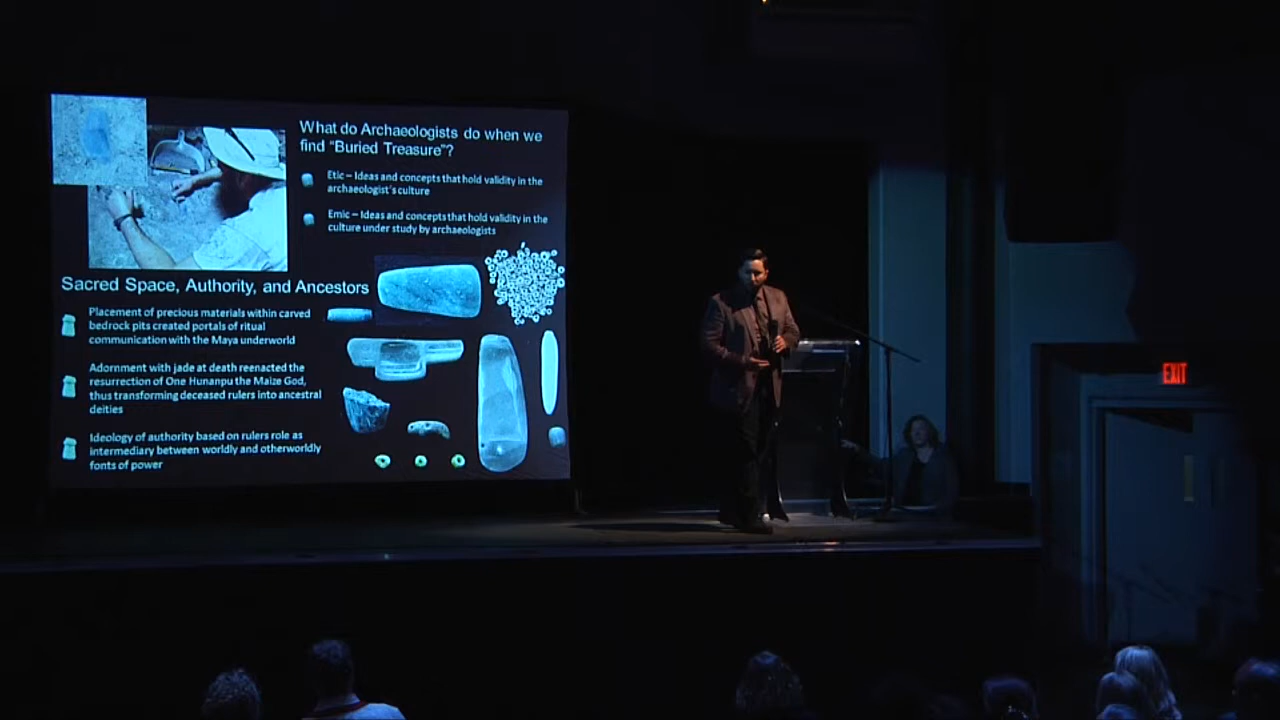 What do Archaeologists do when we
find "Buried Treasure"?
Etic – Ideas and concepts that hold validity in the
archaeologist's culture
Emic – Ideas and concepts that hold validity in the
culture under study by archaeologists
Sacred Space, Authority, and Ancestors
Placement of precious materials within carved
bedrock pits created portals of ritual
communication with the Maya underworld
Adornment with jade at death reenacted the
resurrection of One Hunanpu the Maize God,
thus transforming deceased rulers into ancestral
deities
Ideology of authority based on rulers role as
intermediary between worldly and otherworldly
fonts of power
EXIT